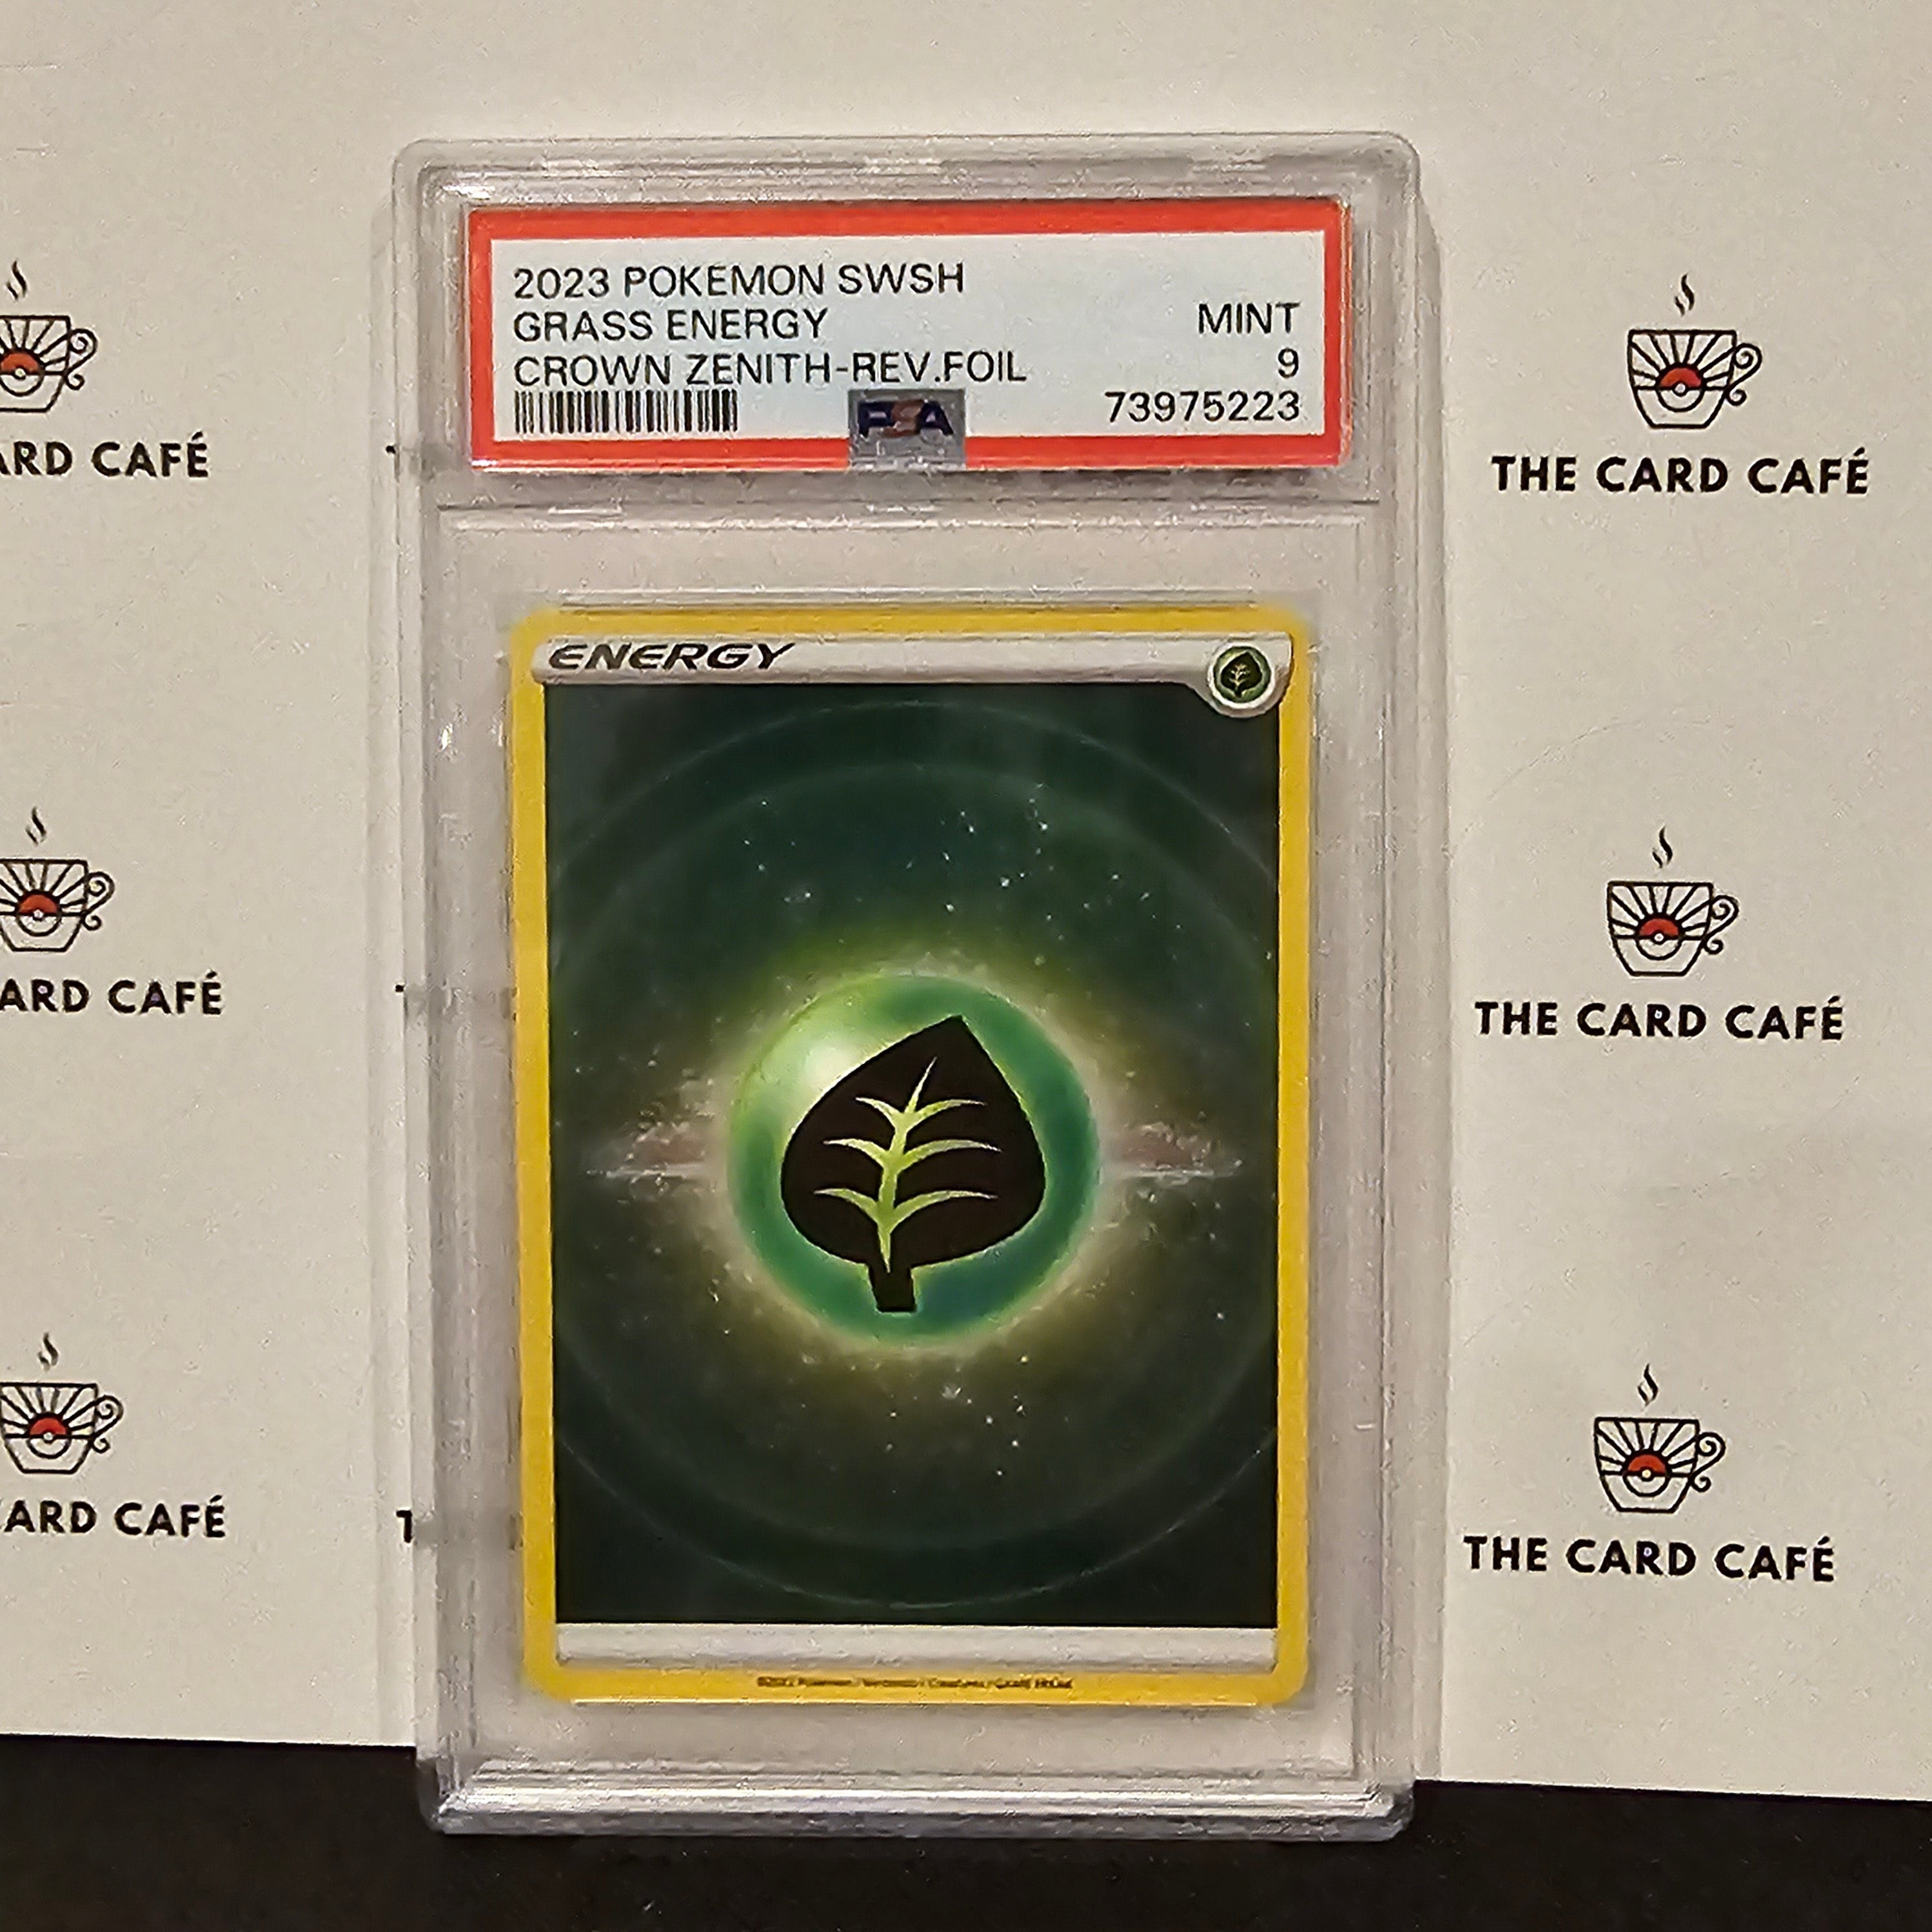 2023 POKEMON SWSH
GRASS ENERGY
MINT
CROWN ZENITH-REV.FOIL
9
PSA
73975223
ENERGY
ARD CAFÉ
THE CARD CAFÉ
ARD CAFÉ
THE CARD CAFÉ
CARD CAFÉ
T
THE CARD CAFÉ